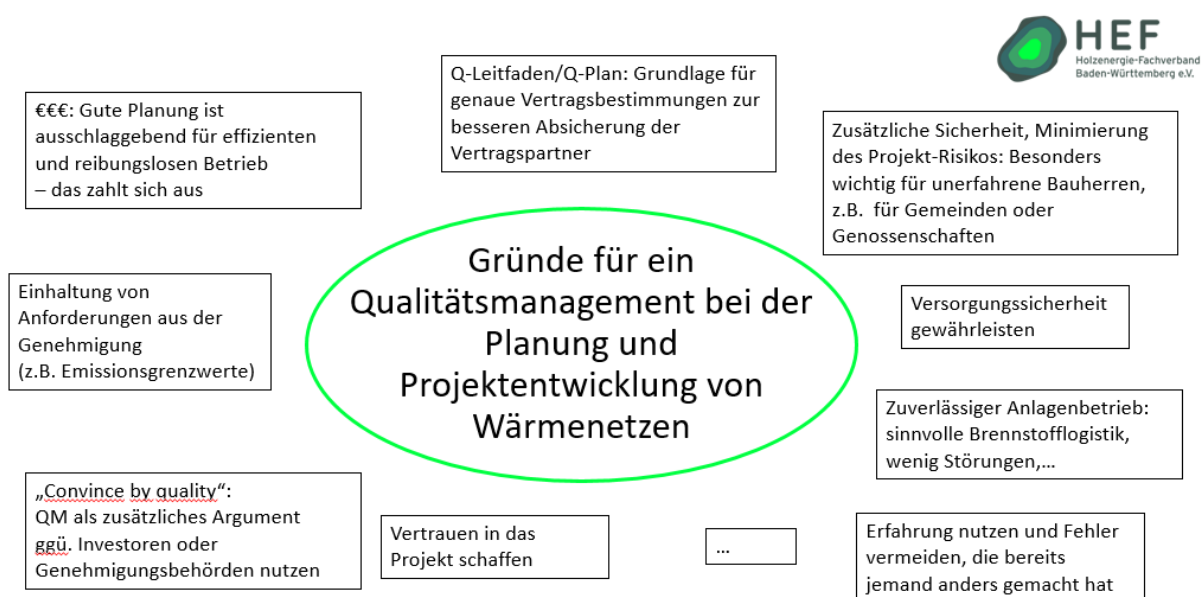 HEF
Holzenergie-Fachverband
Baden-Württemberg e.V.
€€€: Gute Planung ist
ausschlaggebend für effizienten
und reibungslosen Betrieb
– das zahlt sich aus
Q-Leitfaden/Q-Plan: Grundlage für
genaue Vertragsbestimmungen zur
besseren Absicherung der
Vertragspartner
Zusätzliche Sicherheit, Minimierung
des Projekt-Risikos: Besonders
wichtig für unerfahrene Bauherren,
z.B.  für Gemeinden oder
Genossenschaften
Gründe für ein
Qualitätsmanagement bei der
Planung und
Projektentwicklung von
Wärmenetzen
Einhaltung von
Anforderungen aus der
Genehmigung
(z.B. Emissionsgrenzwerte)
Versorgungssicherheit
gewährleisten
Zuverlässiger Anlagenbetrieb:
sinnvolle Brennstofflogistik,
wenig Störungen,…
„Convince by quality“:
QM als zusätzliches Argument
ggü. Investoren oder
Genehmigungsbehörden nutzen
Vertrauen in das
Projekt schaffen
…
Erfahrung nutzen und Fehler
vermeiden, die bereits
jemand anders gemacht hat